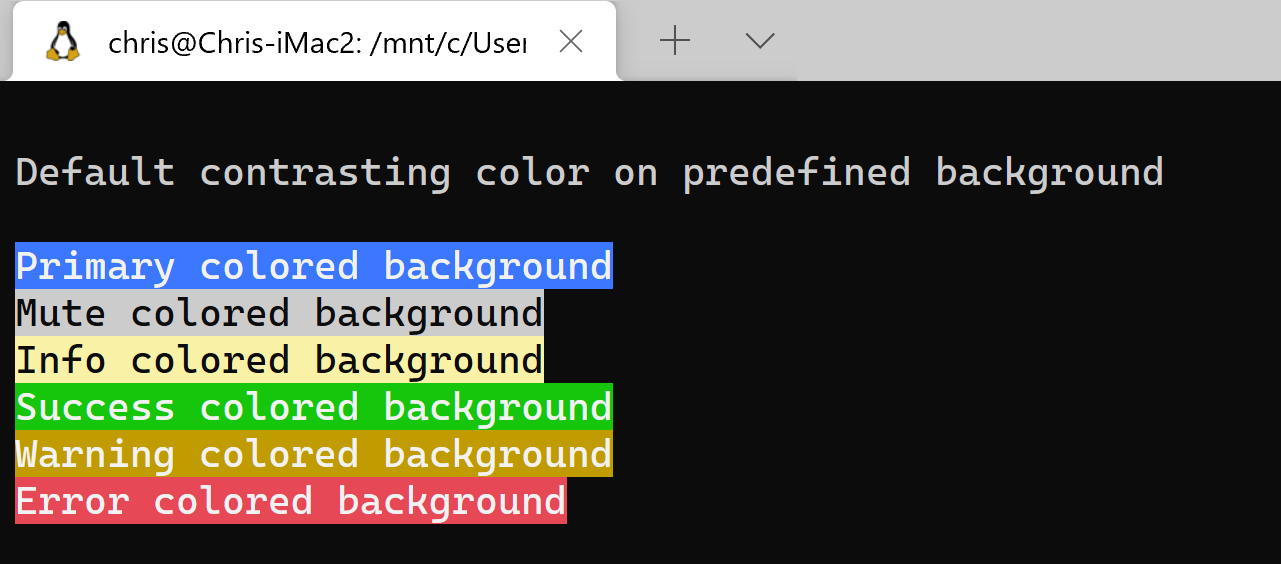 chris@Chris-iMac2: /mnt/c/User
Default contrasting color on predefined background
Primary colored background
Mute colored background
Info colored background
Success colored background
Warning colored background
Error colored background